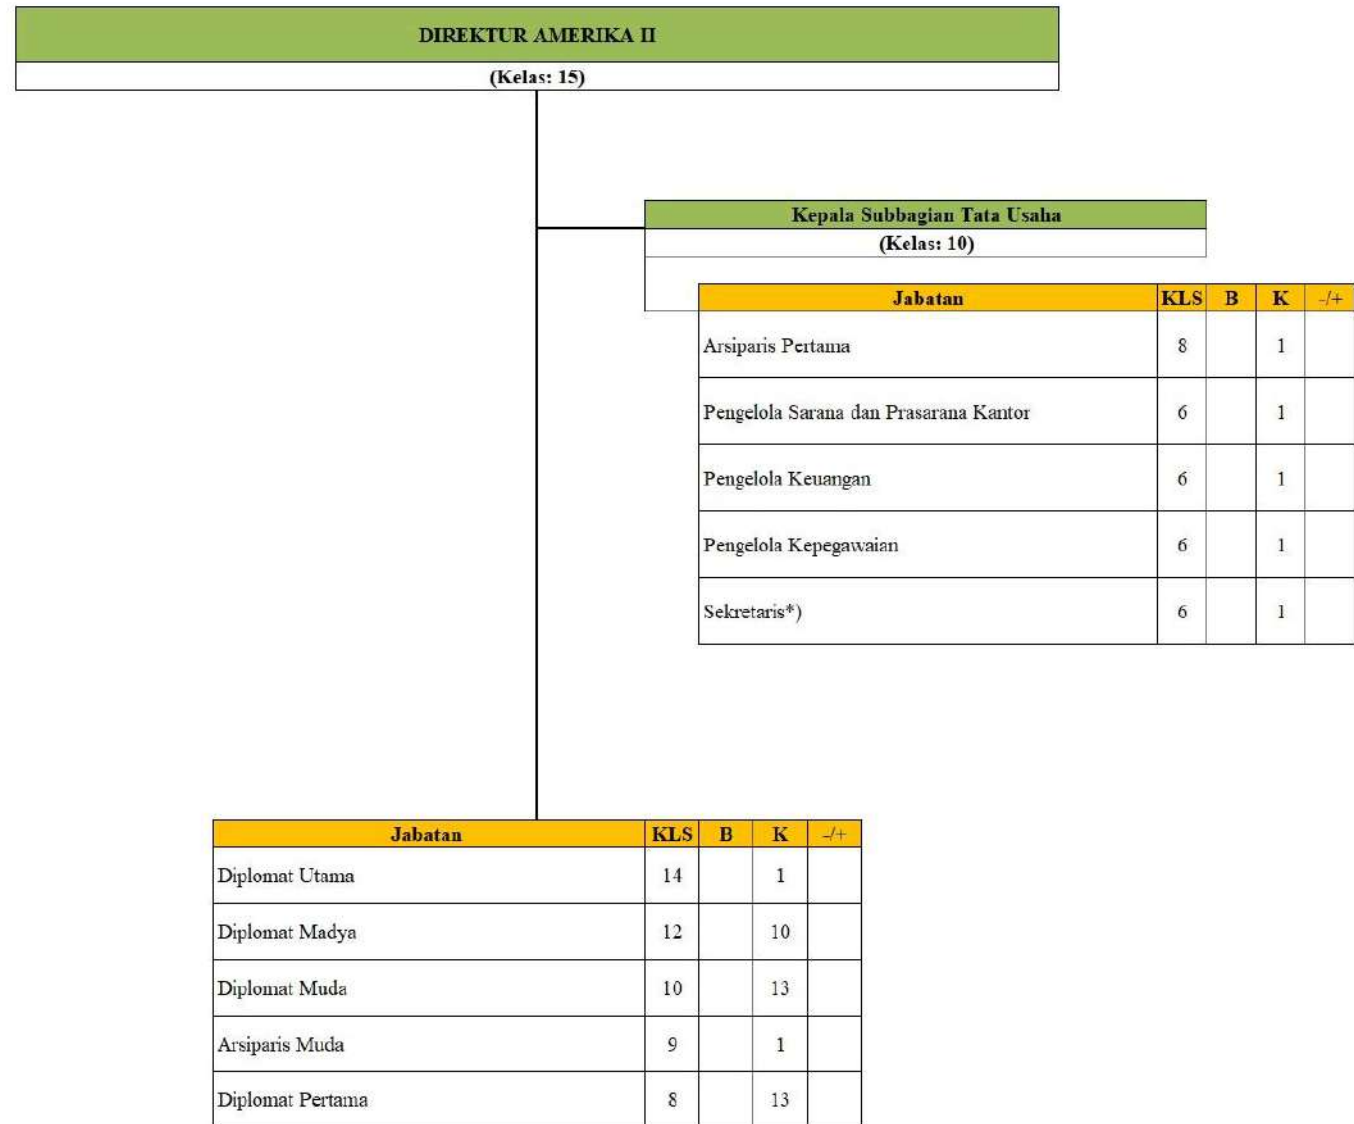 DIREKTUR AMERIKA II
(Kelas: 15)
Kepala Subbagian Tata Usaha
(Kelas: 10)
Jabatan KLS B K -/+
Arsiparis Pertama 8 1
Pengelola Sarana dan Prasarana Kantor 6 1
Pengelola Keuangan 6 1
Pengelola Kepegawaian 6 1
Sekretaris*) 6 1
Jabatan KLS B K -/+
Diplomat Utama 14 1
Diplomat Madya 12 10
Diplomat Muda 10 13
Arsiparis Muda 9 1
Diplomat Pertama 8 13